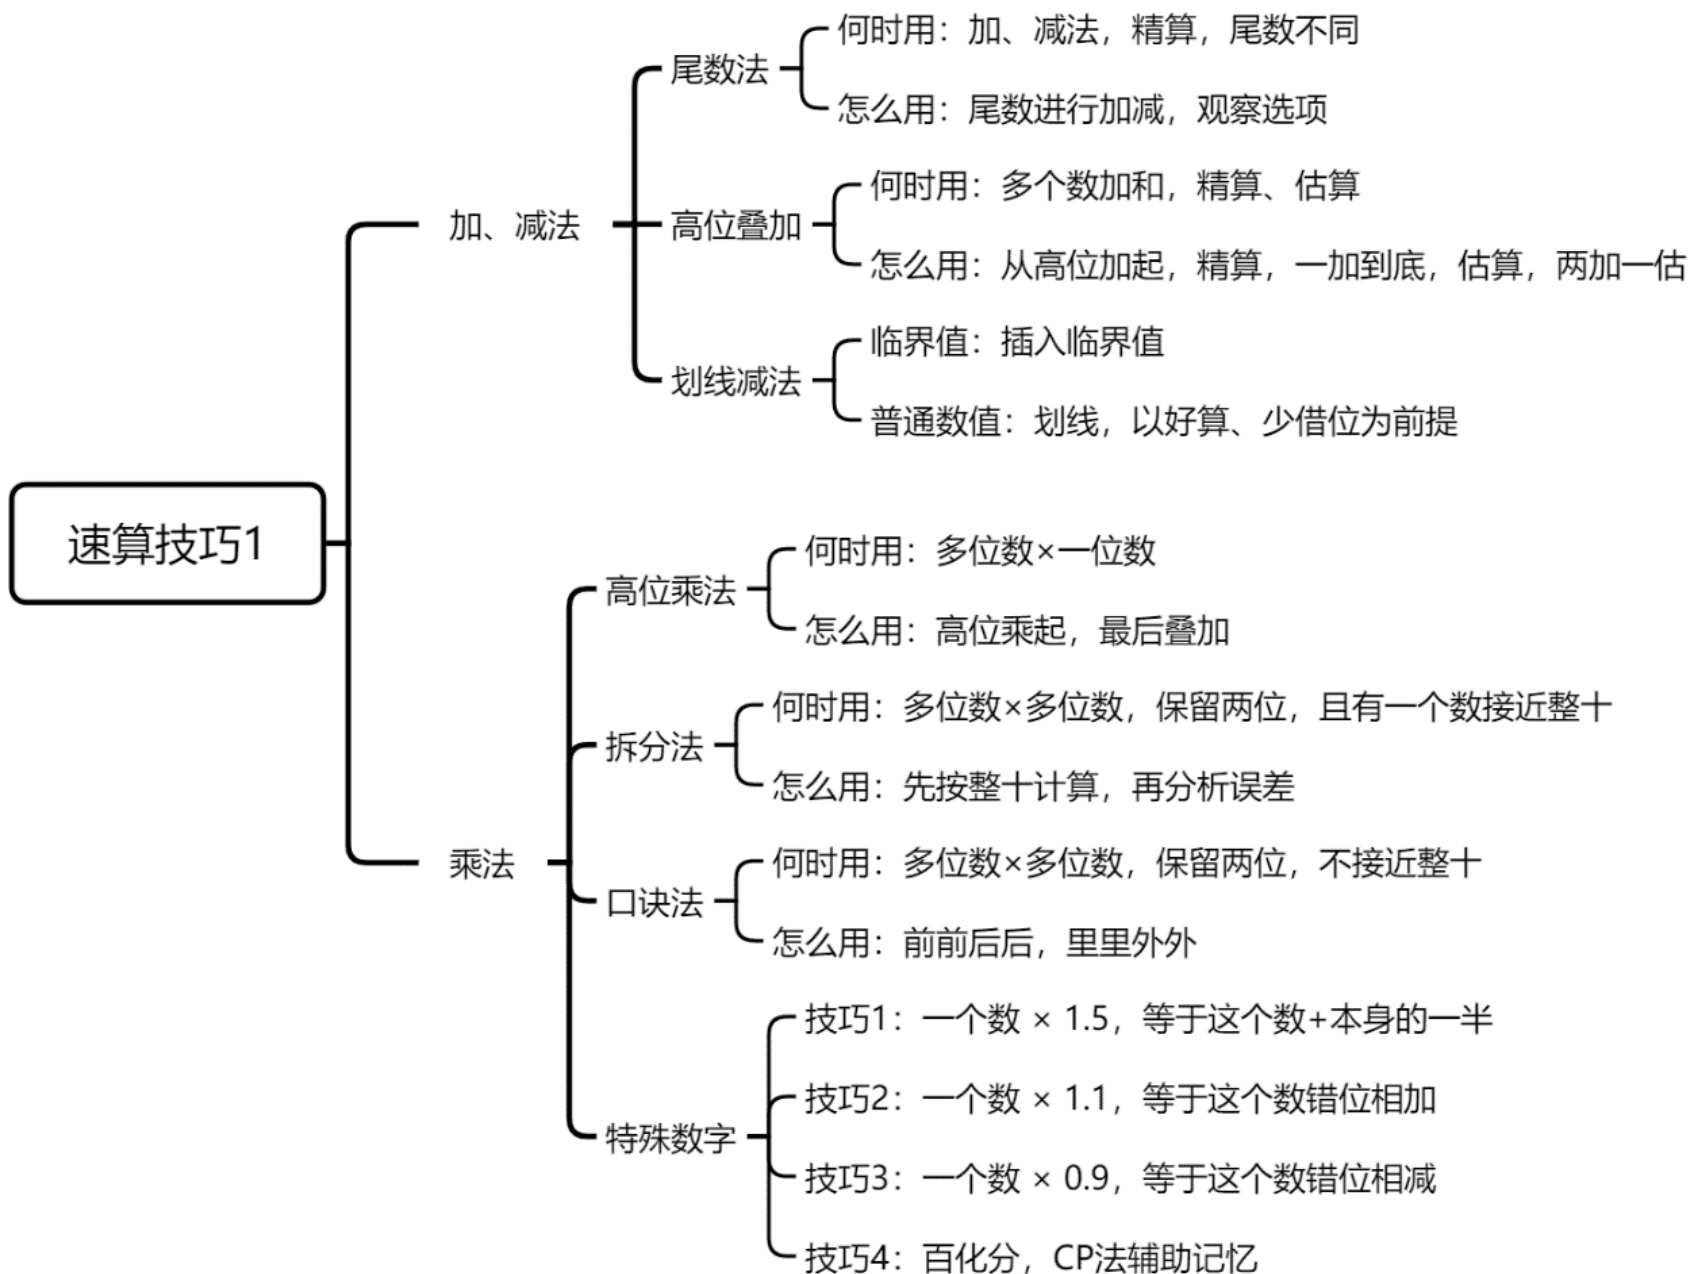 速算技巧1
加、减法
尾数法
何时用：加、减法，精算，尾数不同
怎么用：尾数进行加减，观察选项
高位叠加
何时用：多个数加和，精算、估算
怎么用：从高位加起，精算，一加到底，估算，两加一估
划线减法
临界值：插入临界值
普通数值：划线，以好算、少借位为前提
乘法
高位乘法
何时用：多位数×一位数
怎么用：高位乘起，最后叠加
拆分法
何时用：多位数×多位数，保留两位，且有一个数接近整十
怎么用：先按整十计算，再分析误差
口诀法
何时用：多位数×多位数，保留两位，不接近整十
怎么用：前前后后，里里外外
特殊数字
技巧1：一个数 × 1.5，等于这个数+本身的一半
技巧2：一个数 × 1.1，等于这个数错位相加
技巧3：一个数 × 0.9，等于这个数错位相减
技巧4：百化分，CP法辅助记忆